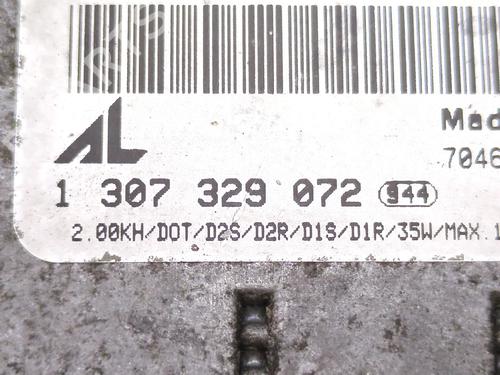 Mad
AL
7046
1 307 329 072 944
2.00KH/DOT/D2S/D2R/D1S/D1R/35W/MAX.1